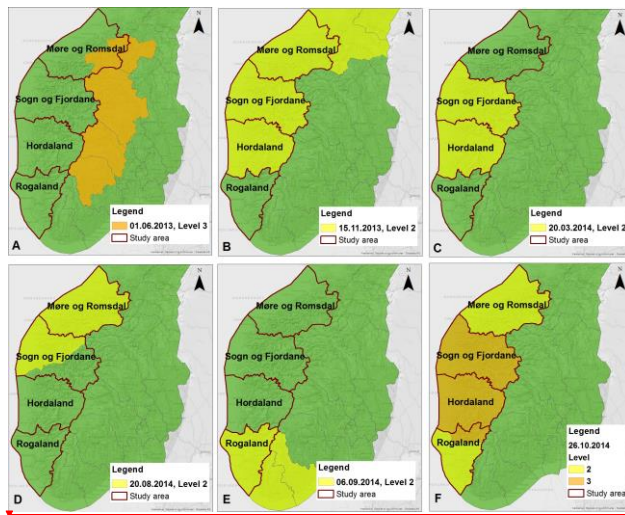 N
Møre og Romsdal
Sogn og Fjordane
Hordaland
Rogaland
Legend
01.06.2013, Level 3
Study area
A
N
Møre og Romsdal
Sogn og Fjordane
Hordaland
Rogaland
Legend
15.11.2013, Level 2
Study area
B
N
Møre og Romsdal
Sogn og Fjordane
Hordaland
Rogaland
Legend
20.03.2014, Level 2
Study area
C
N
Møre og Romsdal
Sogn og Fjordane
Hordaland
Rogaland
Legend
20.08.2014, Level 2
Study area
D
N
Møre og Romsdal
Sogn og Fjordane
Hordaland
Rogaland
Legend
06.09.2014, Level 2
Study area
E
N
Møre og Romsdal
Sogn og Fjordane
Hordaland
Rogaland
Legend
26.10.2014
Level
2
3
Study area
F